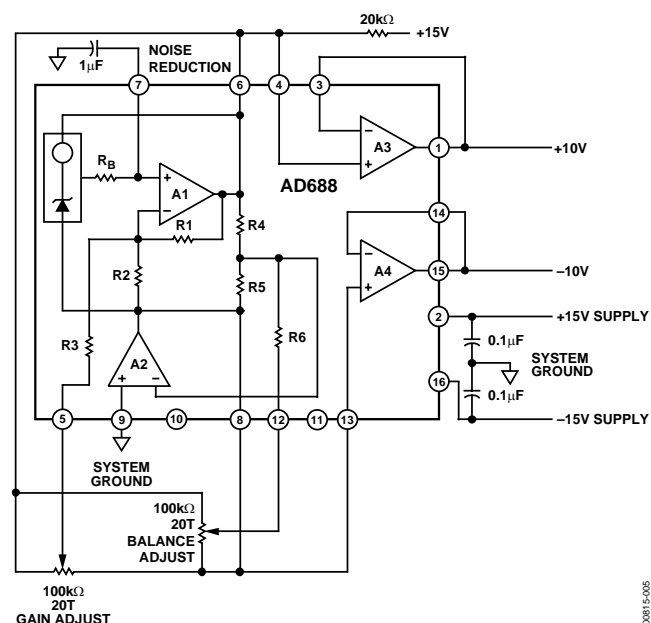 20kΩ
+15V
NOISE
REDUCTION
1μF
7
6
4
3
RB
A1
A3
1
+10V
AD688
R1
R4
14
R2
R5
A4
15
–10V
R3
R6
2
+15V SUPPLY
A2
0.1μF
SYSTEM
GROUND
16
0.1μF
–15V SUPPLY
5
9
10
8
12
11
13
SYSTEM
GROUND
100kΩ
20T
BALANCE
ADJUST
100kΩ
20T
GAIN ADJUST
00815-005
+
–
–
+
–
+
+
–